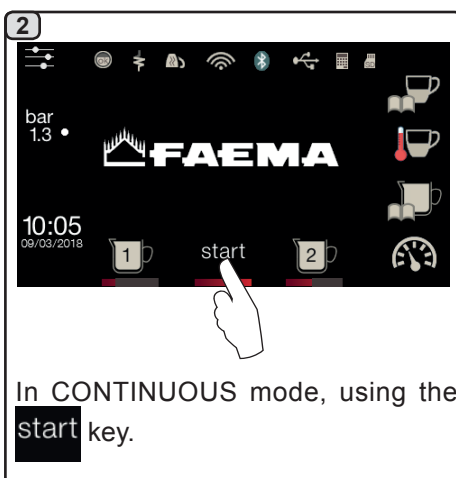 2
bar
1.3
FAEMA
10:05
09/03/2018
1
start
2
In CONTINUOUS mode, using the
start key.